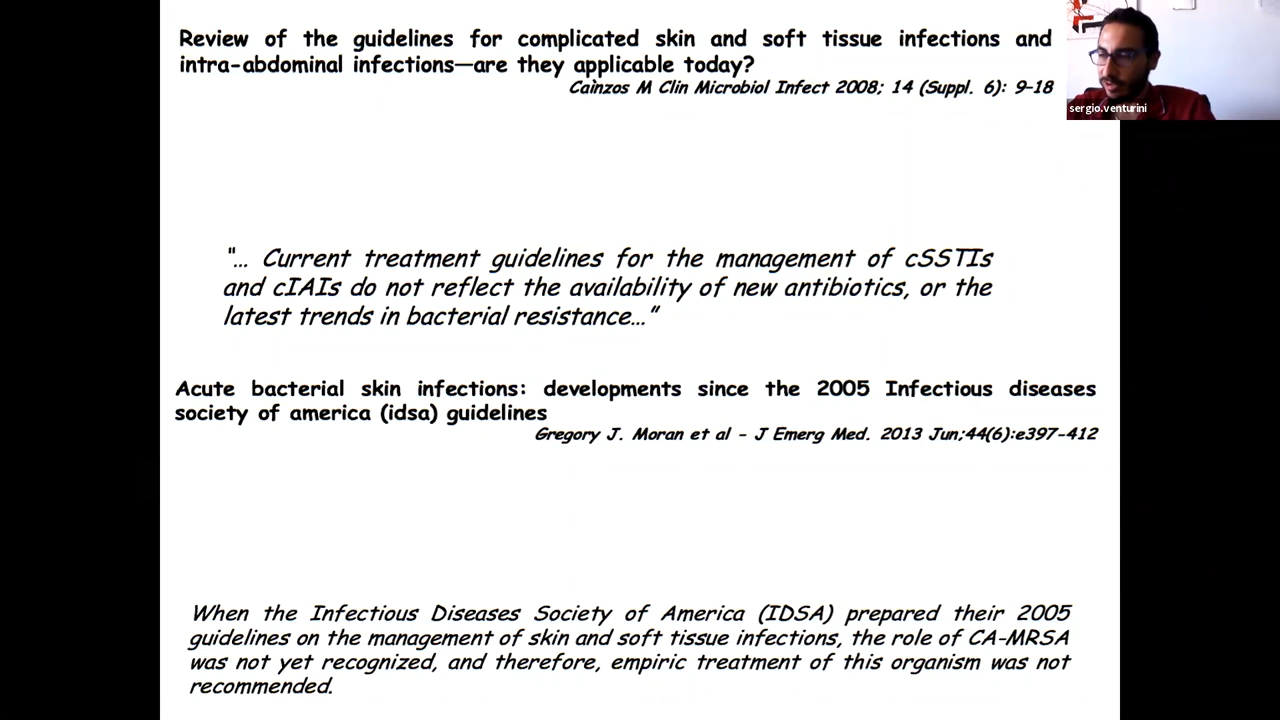 Review of the guidelines for complicated skin and soft tissue infections and
intra-abdominal infections—are they applicable today?
Caìnzos M Clin Microbiol Infect 2008; 14 (Suppl. 6): 9–18
sergio.venturini
"… Current treatment guidelines for the management of cSSTIs
and cIAIs do not reflect the availability of new antibiotics, or the
latest trends in bacterial resistance…"
Acute bacterial skin infections: developments since the 2005 Infectious diseases
society of america (idsa) guidelines
Gregory J. Moran et al - J Emerg Med. 2013 Jun;44(6):e397-412
When the Infectious Diseases Society of America (IDSA) prepared their 2005
guidelines on the management of skin and soft tissue infections, the role of CA-MRSA
was not yet recognized, and therefore, empiric treatment of this organism was not
recommended.